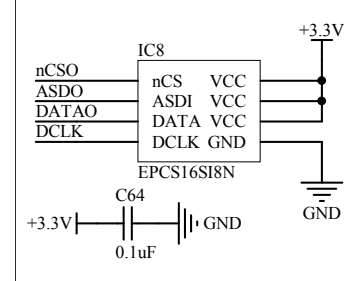 +3.3V
IC8
nCSO
nCS VCC
ASDO
ASDI VCC
DATAO
DATA VCC
DCLK
DCLK GND
EPCS16SI8N
GND
C64
+3.3V
GND
0.1uF